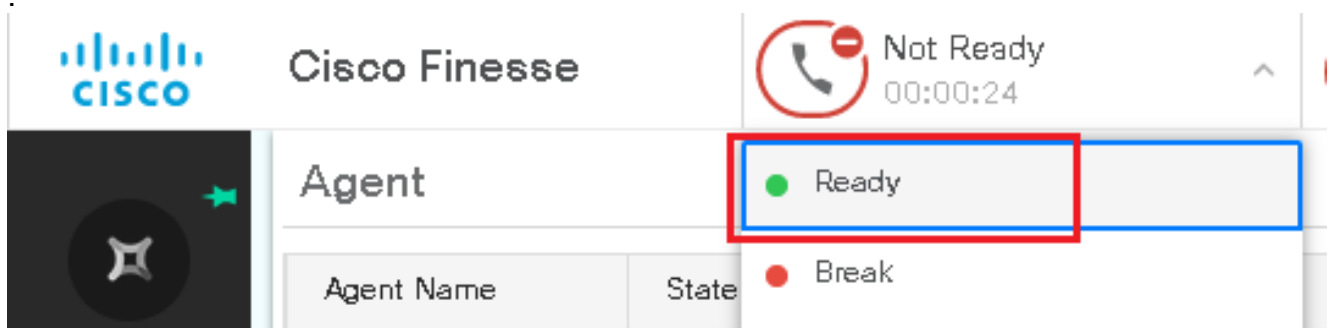 .
CISCO
Cisco Finesse
Not Ready
00:00:24
Agent
Ready
Agent Name
State
Break